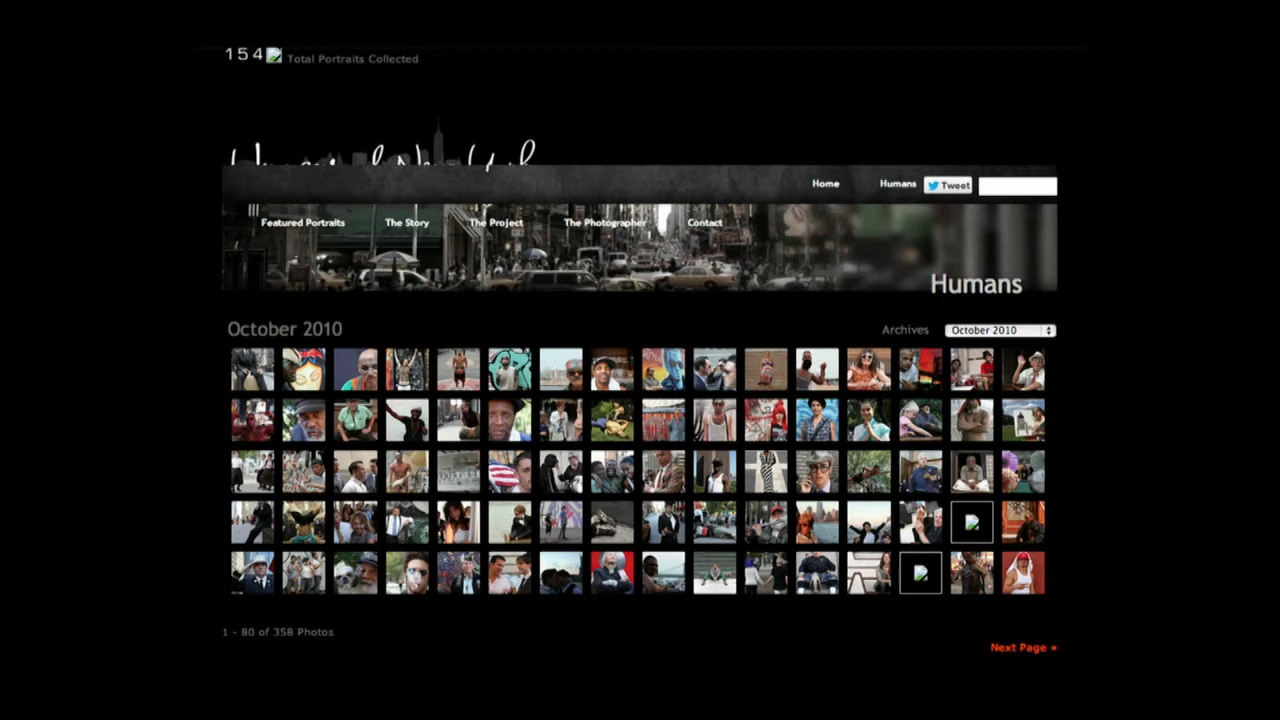 154 Total Portraits Collected
Home Humans Tweet
Featured Portraits The Story The Project The Photographer Contact
Humans
October 2010 Archives October 2010
1 - 80 of 358 Photos
Next Page »